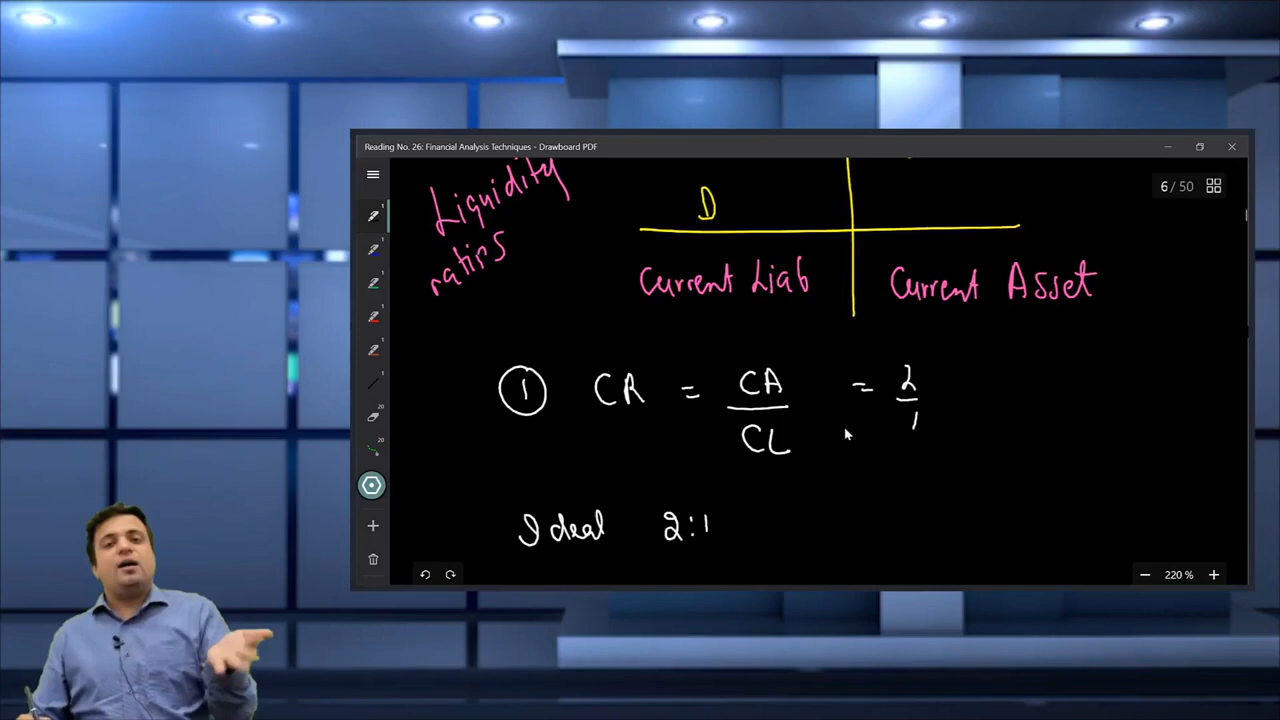 Reading No. 26: Financial Analysis Techniques - Drawboard PDF
6 / 50
Liquidity
ratios
D
Current Liab
Current Asset
1 CR = CA / CL = 2 / 1
Ideal 2:1
220 %